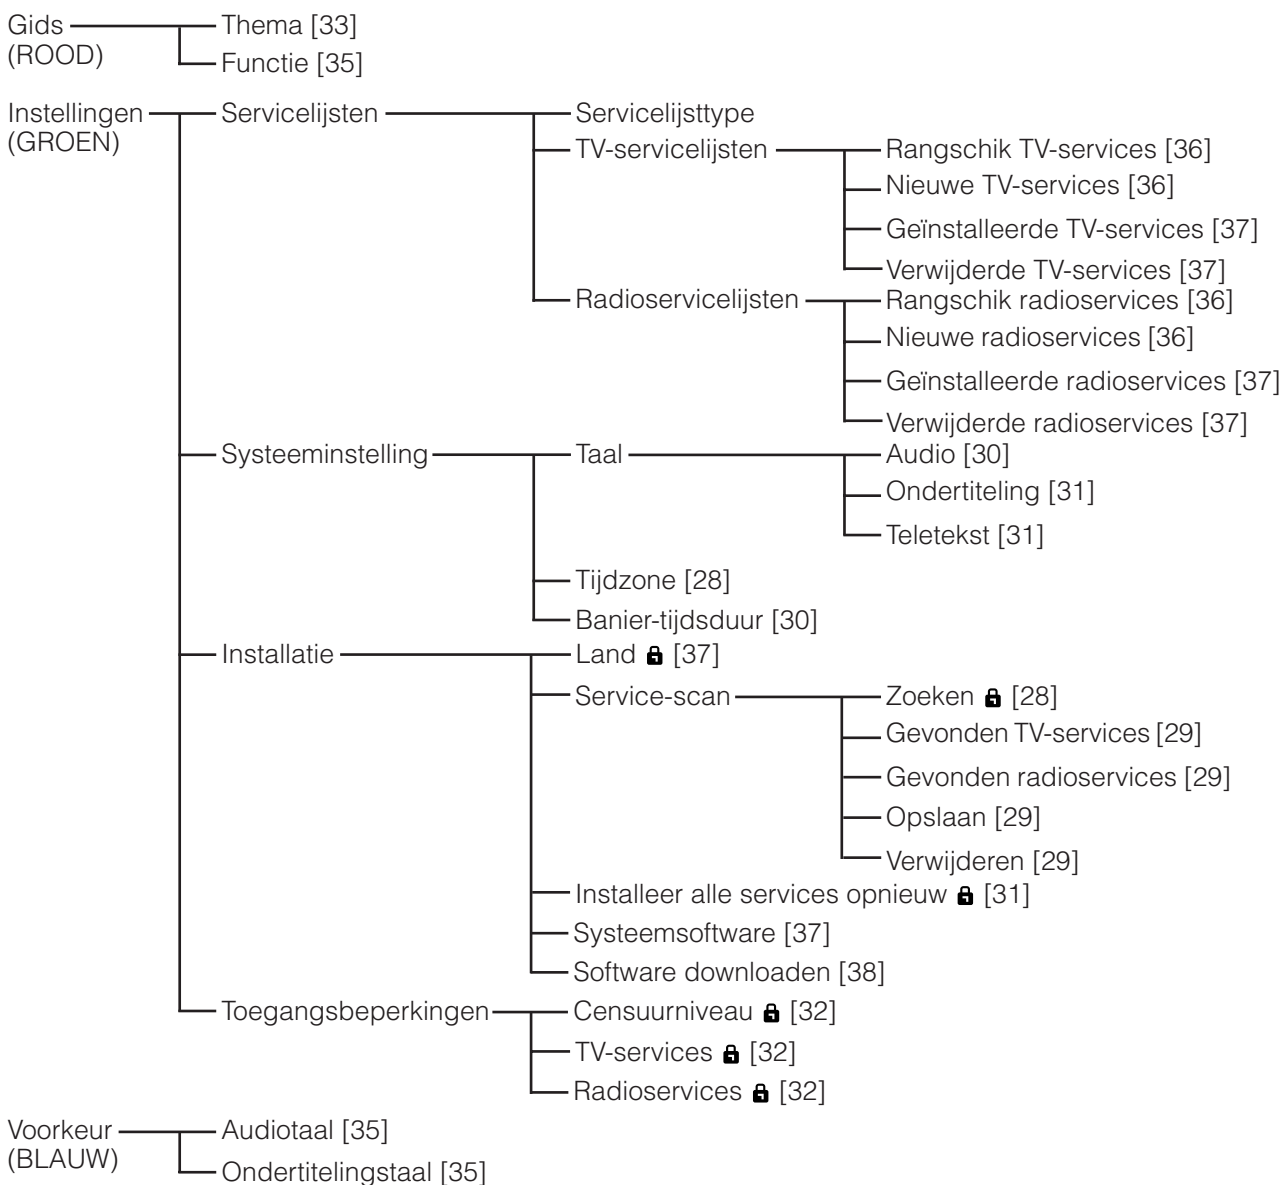 Gids
(ROOD)
Thema [33]
Functie [35]
Instellingen
(GROEN)
Servicelijsten
Servicelijsttype
TV-servicelijsten
Rangschik TV-services [36]
Nieuwe TV-services [36]
Geïnstalleerde TV-services [37]
Verwijderde TV-services [37]
Radioservicelijsten
Rangschik radioservices [36]
Nieuwe radioservices [36]
Geïnstalleerde radioservices [37]
Verwijderde radioservices [37]
Systeeminstelling
Taal
Audio [30]
Ondertiteling [31]
Teletekst [31]
Tijdzone [28]
Banier-tijdsduur [30]
Installatie
Land [37]
Service-scan
Zoeken [28]
Gevonden TV-services [29]
Gevonden radioservices [29]
Opslaan [29]
Verwijderen [29]
Installeer alle services opnieuw [31]
Systeemsoftware [37]
Software downloaden [38]
Toegangsbeperkingen
Censuurniveau [32]
TV-services [32]
Radioservices [32]
Voorkeur
(BLAUW)
Audiotaal [35]
Ondertitelingstaal [35]